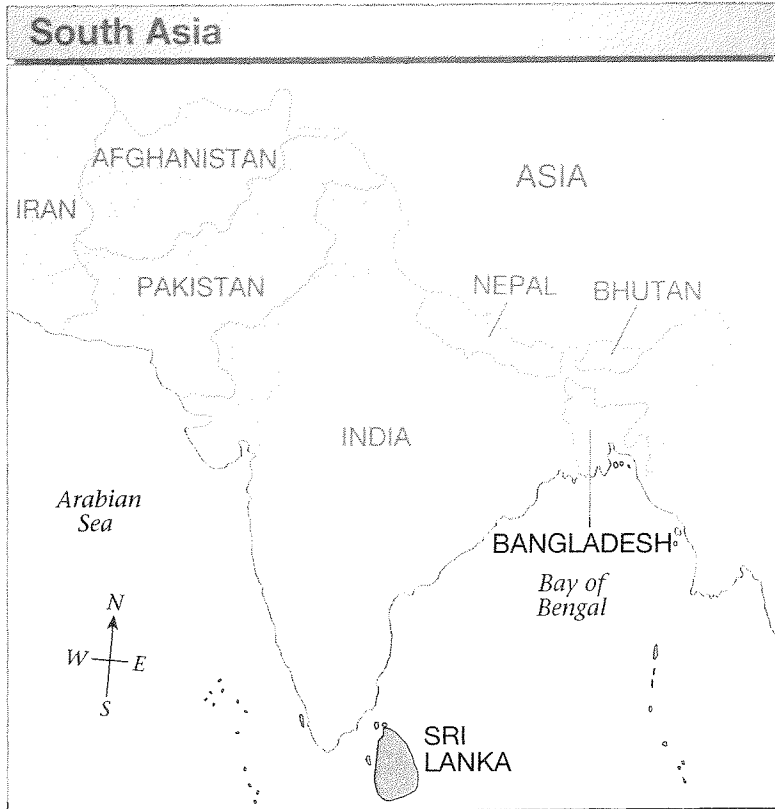 South Asia
AFGHANISTAN
ASIA
IRAN
PAKISTAN
NEPAL
BHUTAN
INDIA
Arabian
Sea
BANGLADESH
Bay of
Bengal
N
W
E
S
SRI
LANKA